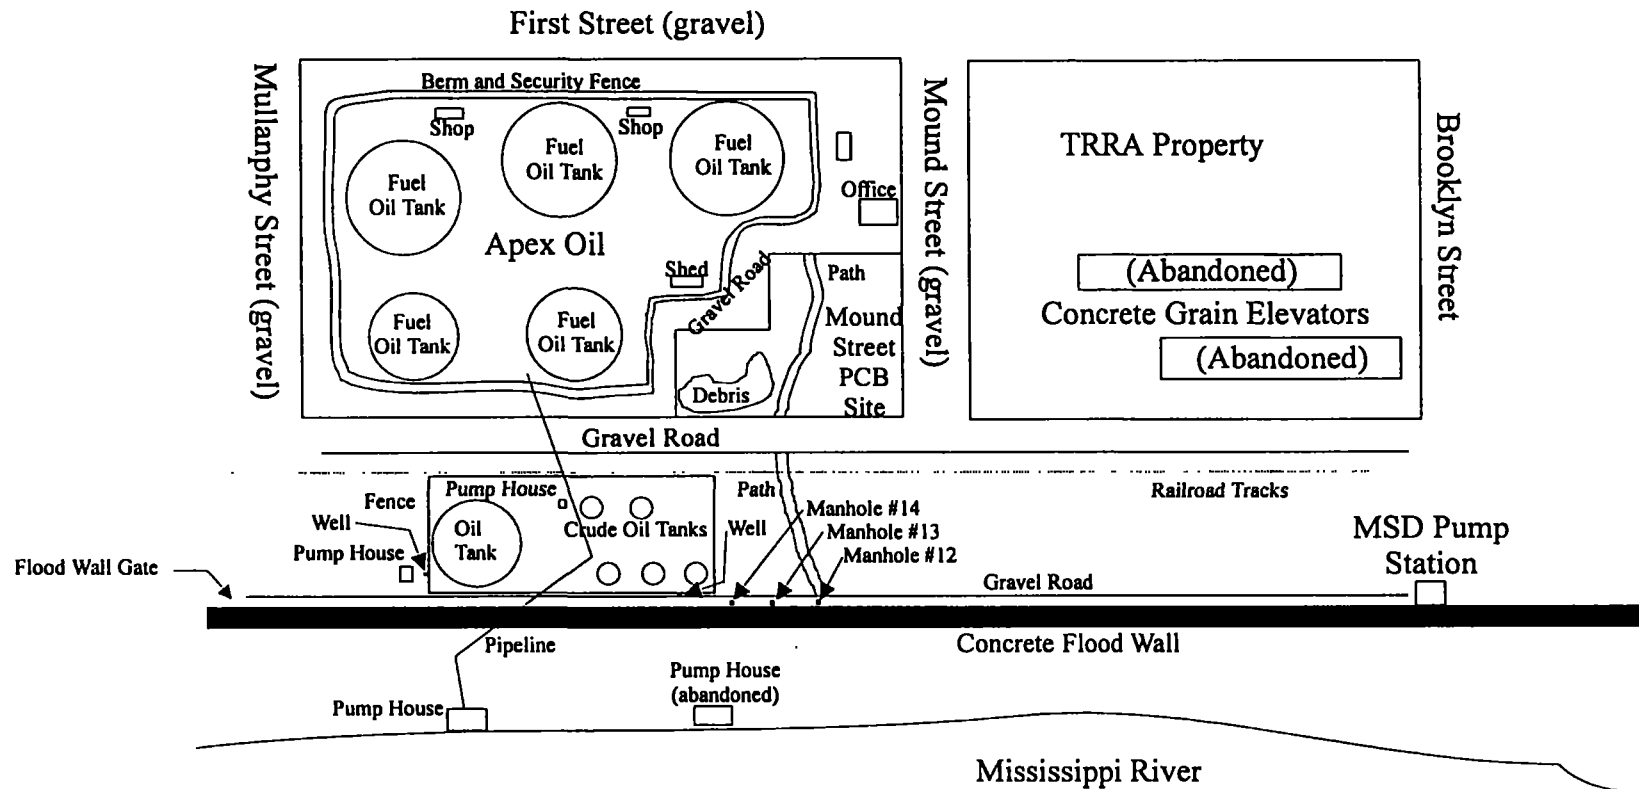 First Street (gravel)
Mullanphy Street (gravel)
Berm and Security Fence
Shop
Shop
Fuel
Oil Tank
Fuel
Oil Tank
Fuel
Oil Tank
Apex Oil
Office
Mound Street (gravel)
TRRA Property
Brooklyn Street
Shed
Gravel Road
Path
Mound
Street
PCB
Site
(Abandoned)
Concrete Grain Elevators
(Abandoned)
Fuel
Oil Tank
Fuel
Oil Tank
Debris
Gravel Road
Railroad Tracks
Fence
Pump House
Path
Well
Oil
Tank
Crude Oil Tanks
Well
Manhole #14
Manhole #13
Manhole #12
Pump House
MSD Pump
Station
Flood Wall Gate
Gravel Road
Pipeline
Concrete Flood Wall
Pump House
(abandoned)
Pump House
Mississippi River